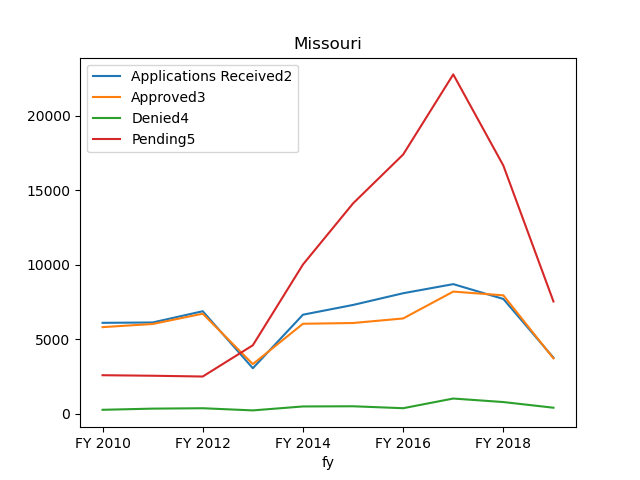 Missouri
Applications Received2
Approved3
Denied4
Pending5
20000
15000
10000
5000
0
FY 2010 FY 2012 FY 2014 FY 2016 FY 2018
fy